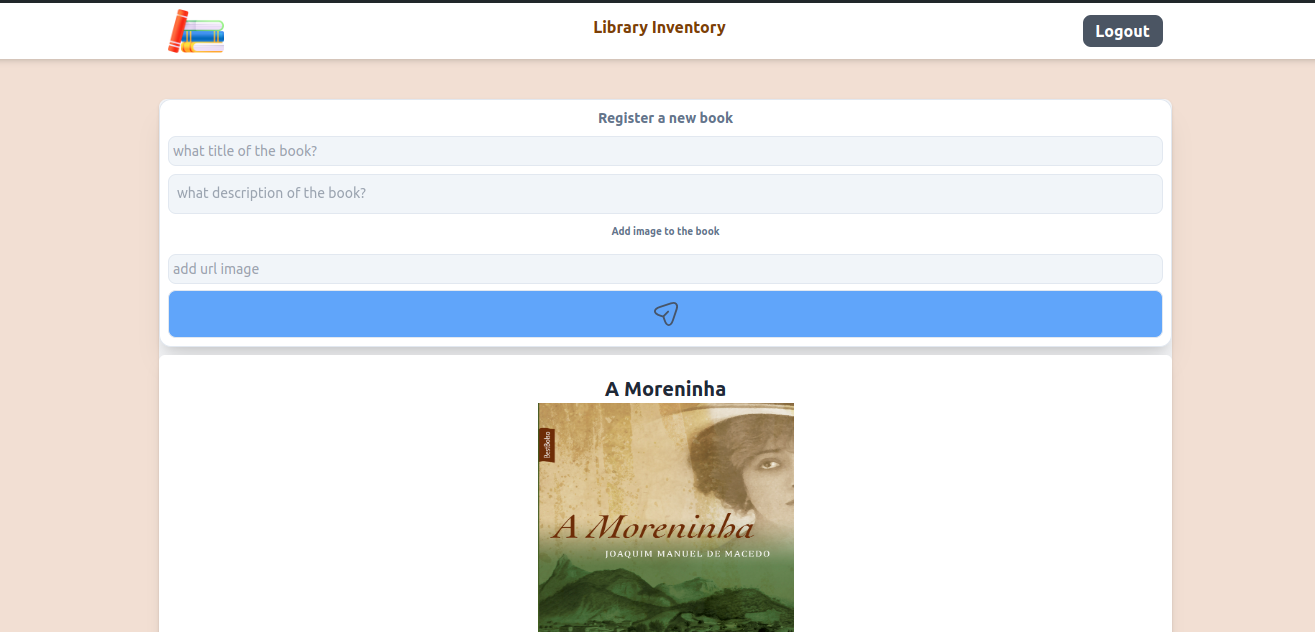 Library Inventory
Logout
Register a new book
what title of the book?
what description of the book?
Add image to the book
add url image
A Moreninha
BestBolso
A Moreninha
JOAQUIM MANUEL DE MACEDO